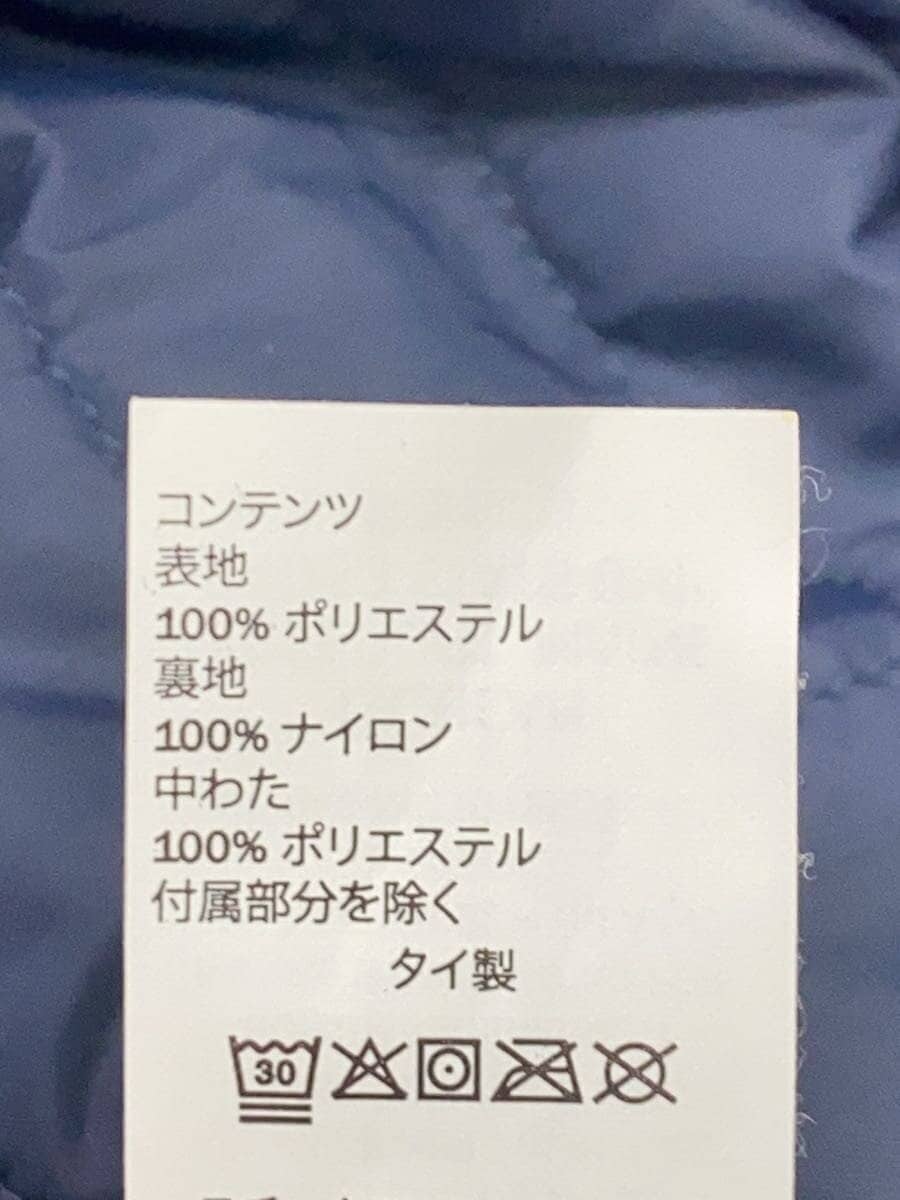 コンテンツ
表地
100% ポリエステル
裏地
100% ナイロン
中わた
100% ポリエステル
付属部分を除く
タイ製
30